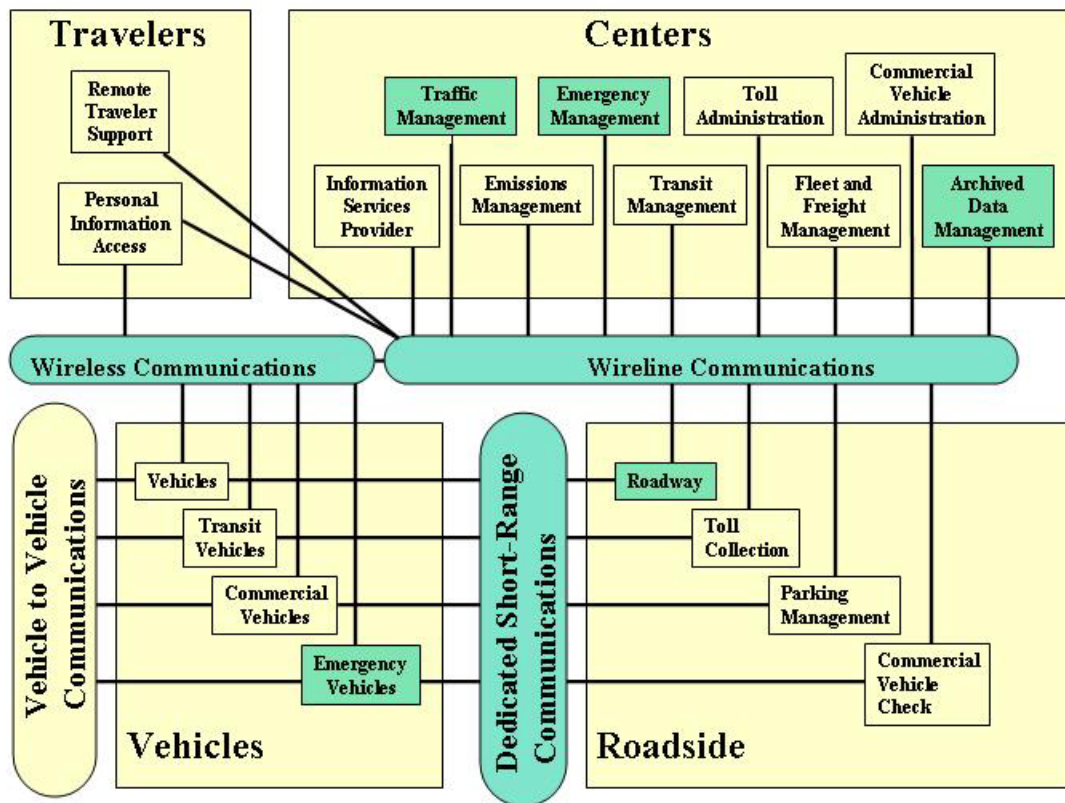 Travelers
Remote
Traveler
Support
Personal
Information
Access
Centers
Traffic
Management
Emergency
Management
Toll
Administration
Commercial
Vehicle
Administration
Information
Services
Provider
Emissions
Management
Transit
Management
Fleet and
Freight
Management
Archived
Data
Management
Wireless Communications
Wireline Communications
Vehicle to Vehicle
Communications
Vehicles
Transit
Vehicles
Commercial
Vehicles
Emergency
Vehicles
Vehicles
Dedicated Short-Range
Communications
Roadway
Toll
Collection
Parking
Management
Commercial
Vehicle
Check
Roadside